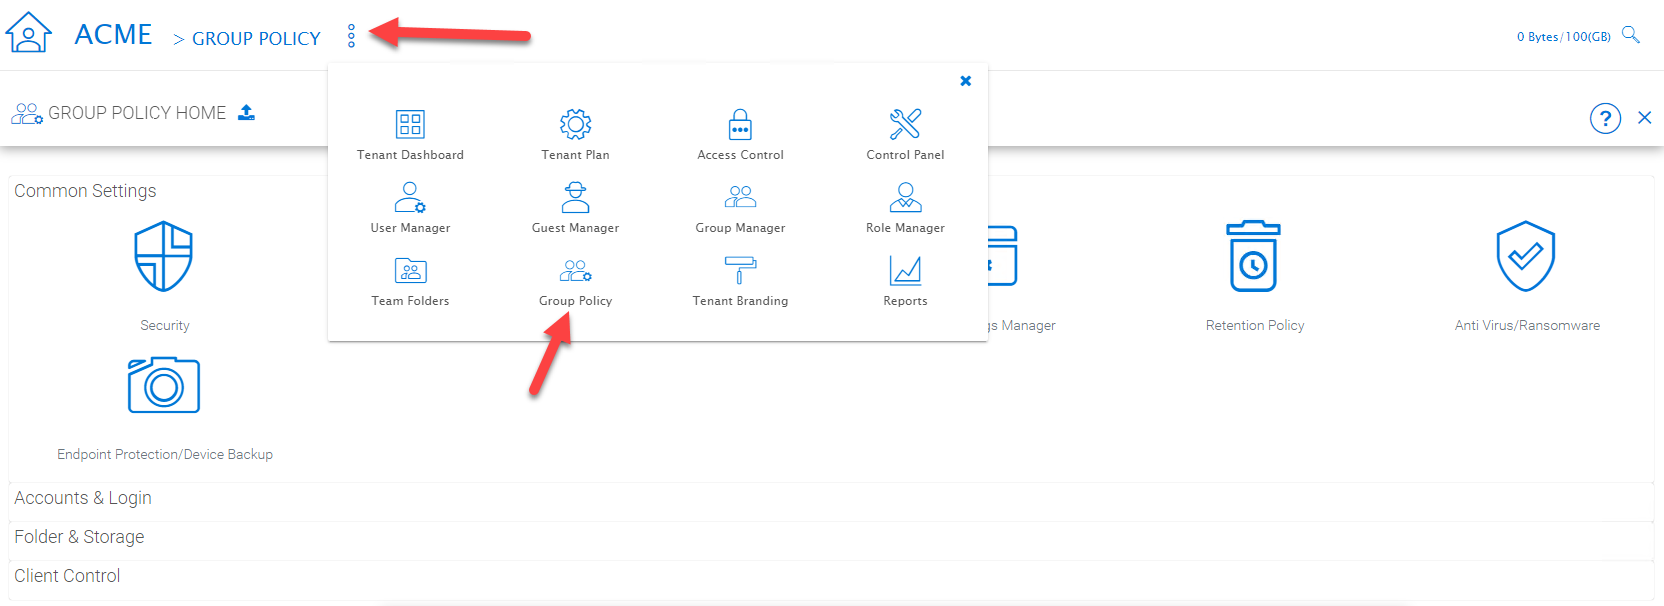 ACME > GROUP POLICY
0 Bytes/100(GB)
GROUP POLICY HOME
?
Tenant Dashboard
Tenant Plan
Access Control
Control Panel
User Manager
Guest Manager
Group Manager
Role Manager
Team Folders
Group Policy
Tenant Branding
Reports
Common Settings
Security
Manager
Retention Policy
Anti Virus/Ransomware
Endpoint Protection/Device Backup
Accounts & Login
Folder & Storage
Client Control